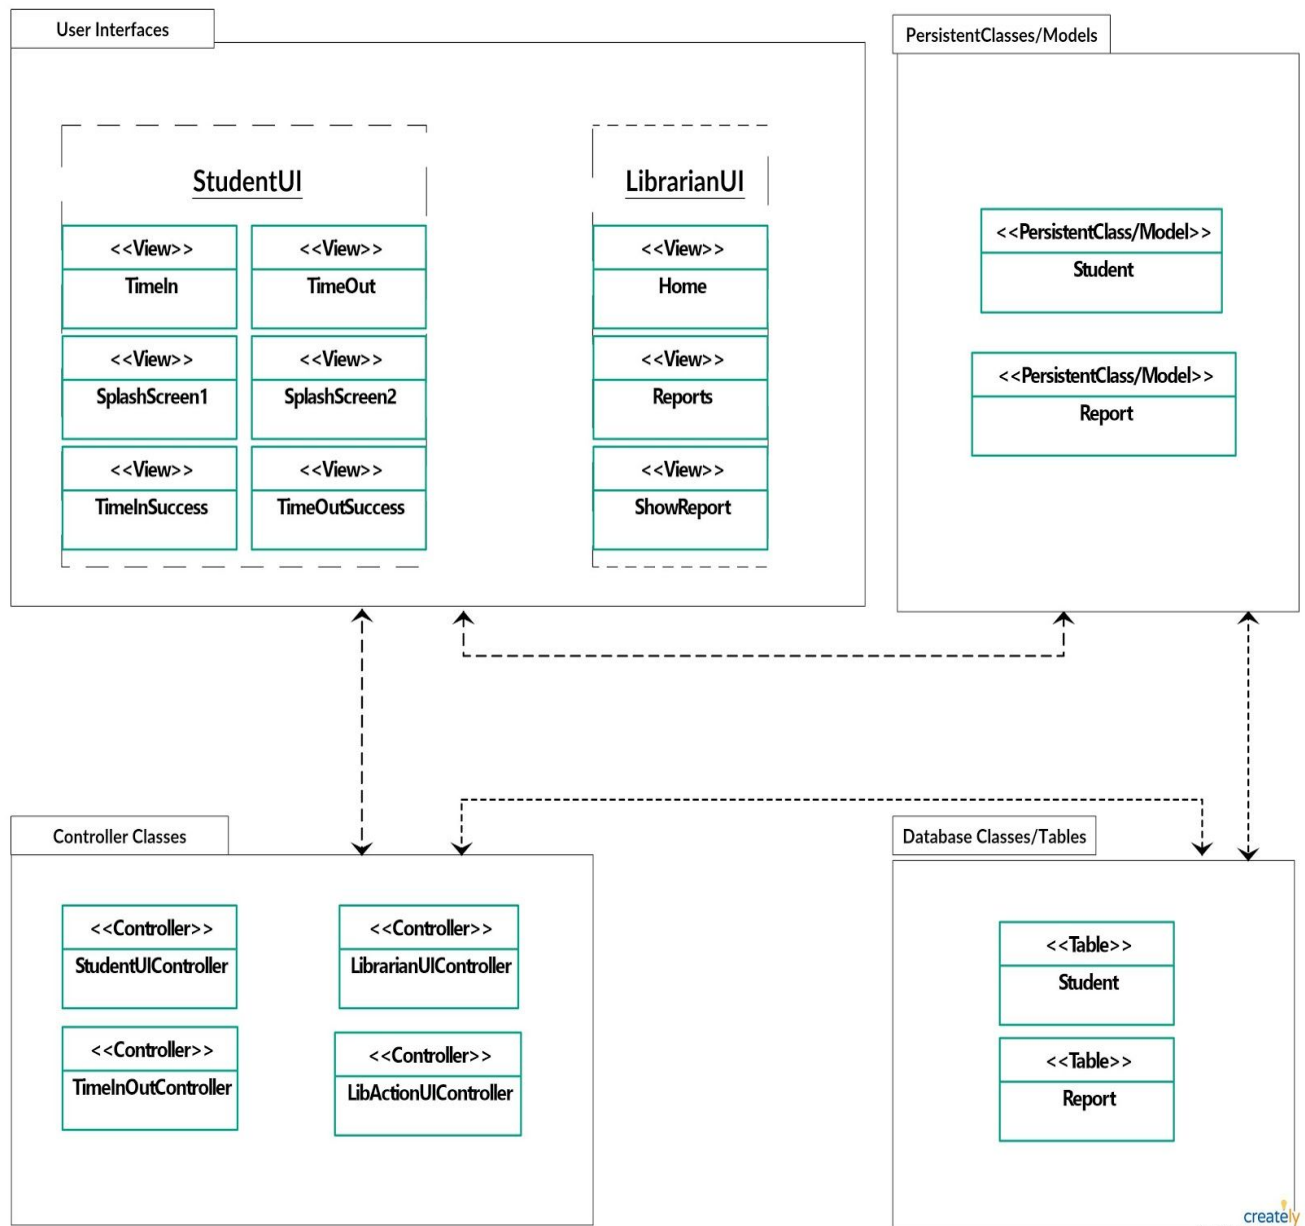 User Interfaces
PersistentClasses/Models
StudentUI
LibrarianUI
<<View>>
TimeIn
<<View>>
TimeOut
<<View>>
SplashScreen1
<<View>>
SplashScreen2
<<View>>
TimeInSuccess
<<View>>
TimeOutSuccess
<<View>>
Home
<<View>>
Reports
<<View>>
ShowReport
<<PersistentClass/Model>>
Student
<<PersistentClass/Model>>
Report
Controller Classes
<<Controller>>
StudentUIController
<<Controller>>
LibrarianUIController
<<Controller>>
TimeInOutController
<<Controller>>
LibActionUIController
Database Classes/Tables
<<Table>>
Student
<<Table>>
Report
creately